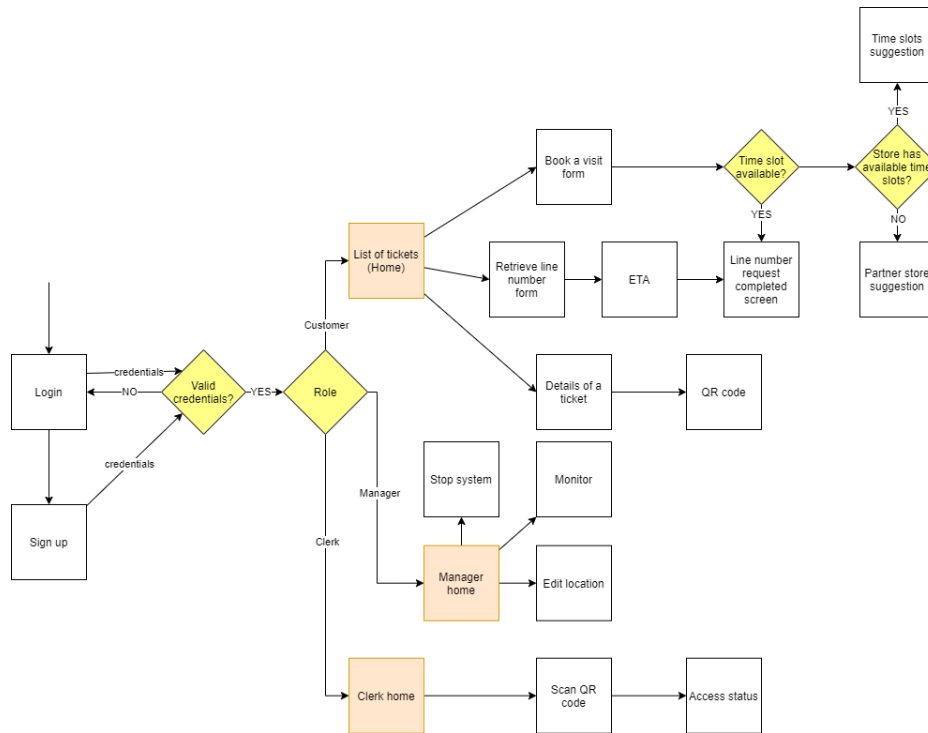 Time slots
suggestion
YES
Book a visit
form
Time slot
available?
Store has
available time
slots?
YES
NO
List of tickets
(Home)
Retrieve line
number
form
ETA
Line number
request
completed
screen
Partner store
suggestion
Customer
Login
credentials
NO
Valid
credentials?
YES
Role
Details of a
ticket
QR code
credentials
Sign up
Manager
Clerk
Stop system
Monitor
Manager
home
Edit location
Clerk home
Scan QR
code
Access status